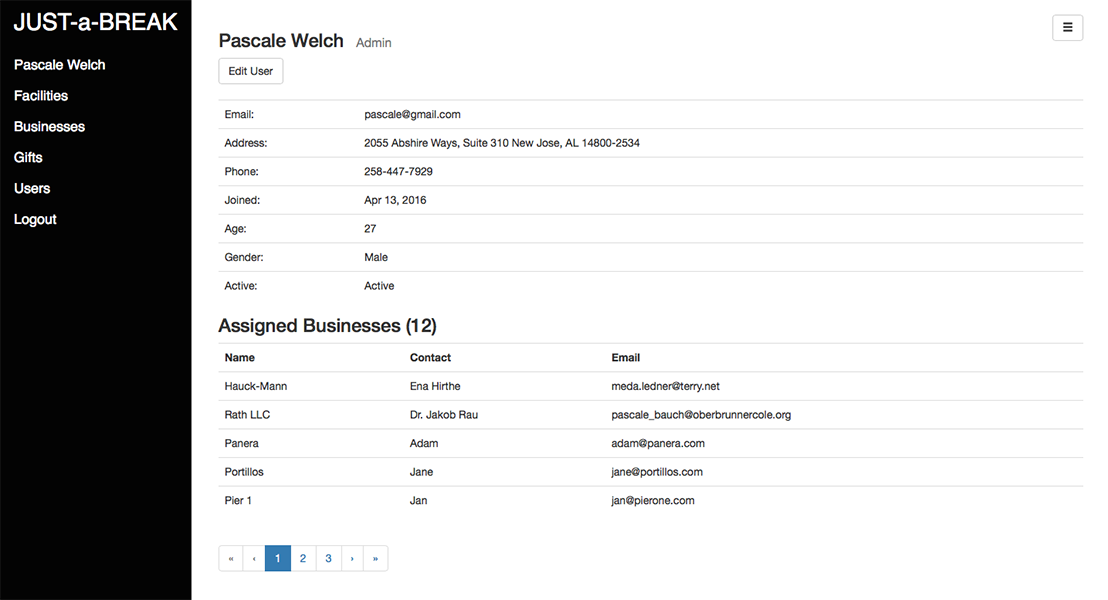 JUST-a-BREAK
Pascale Welch
Facilities
Businesses
Gifts
Users
Logout
Pascale Welch Admin
Edit User
Email: pascale@gmail.com
Address: 2055 Abshire Ways, Suite 310 New Jose, AL 14800-2534
Phone: 258-447-7929
Joined: Apr 13, 2016
Age: 27
Gender: Male
Active: Active
Assigned Businesses (12)
Name Contact Email
Hauck-Mann Ena Hirthe meda.ledner@terry.net
Rath LLC Dr. Jakob Rau pascale_bauch@oberbrunnercole.org
Panera Adam adam@panera.com
Portillos Jane jane@portillos.com
Pier 1 Jan jan@pierone.com
« ‹ 1 2 3 › »